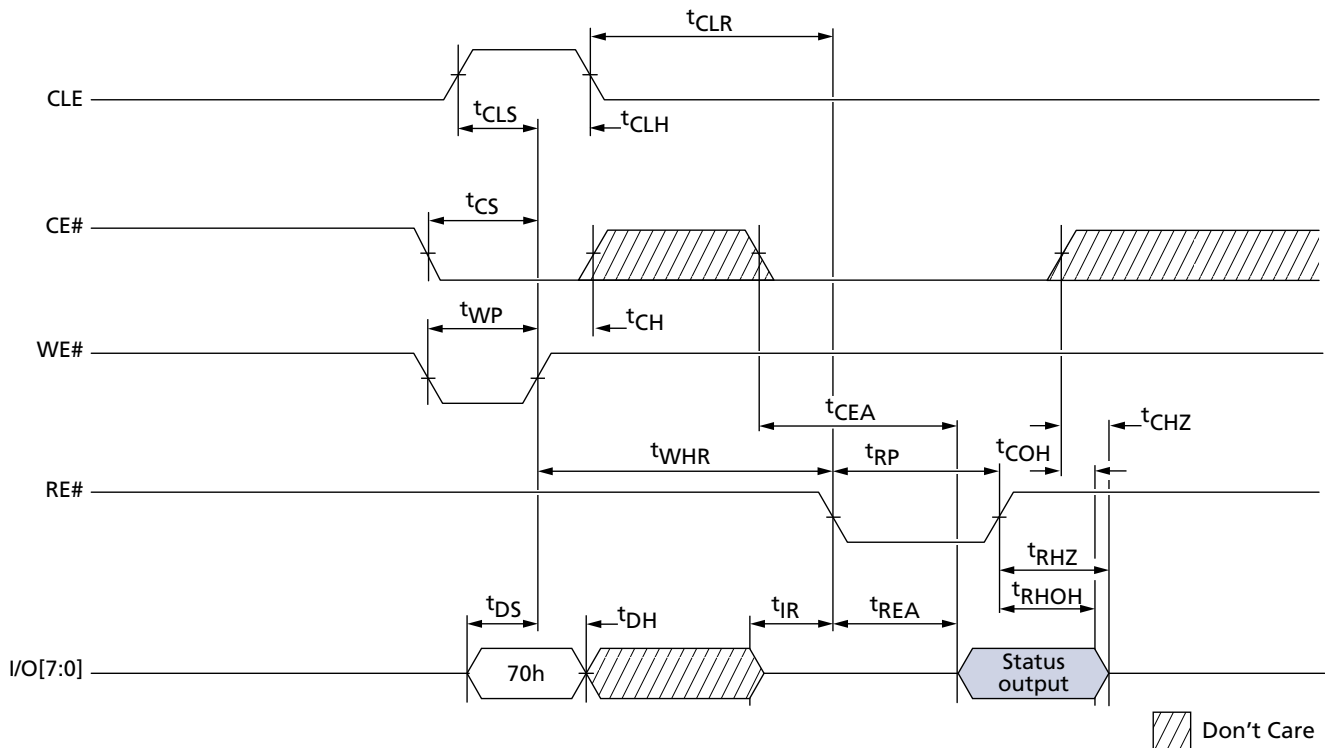 tCLR
CLE
tCLS
tCLH
tCS
CE#
tWP
tCH
WE#
tCEA
tCHZ
tWHR
tRP
tCOH
RE#
tRHZ
tDS
tDH
tIR
tREA
tRHOH
I/O[7:0]
70h
Status
output
Don't Care